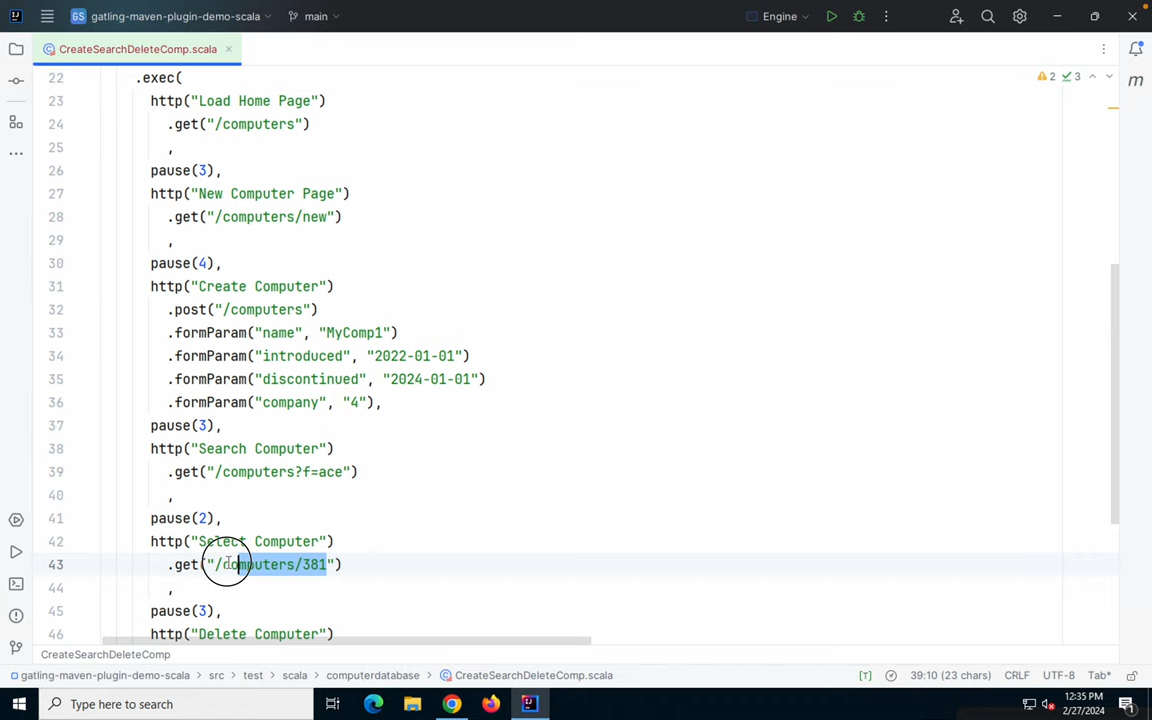 GS gatling-maven-plugin-demo-scala main Engine
CreateSearchDeleteComp.scala
22 .exec(
2 3
23 http("Load Home Page")
24 .get("/computers")
25 ,
26 pause(3),
27 http("New Computer Page")
28 .get("/computers/new")
29 ,
30 pause(4),
31 http("Create Computer")
32 .post("/computers")
33 .formParam("name", "MyComp1")
34 .formParam("introduced", "2022-01-01")
35 .formParam("discontinued", "2024-01-01")
36 .formParam("company", "4"),
37 pause(3),
38 http("Search Computer")
39 .get("/computers?f=ace")
40 ,
41 pause(2),
42 http("Select Computer")
43 .get("/computers/381")
44 ,
45 pause(3),
46 http("Delete Computer")
CreateSearchDeleteComp
gatling-maven-plugin-demo-scala > src > test > scala > computerdatabase > CreateSearchDeleteComp.scala [T] 39:10 (23 chars) CRLF UTF-8 Tab*
Type here to search
12:35 PM
2/27/2024
1